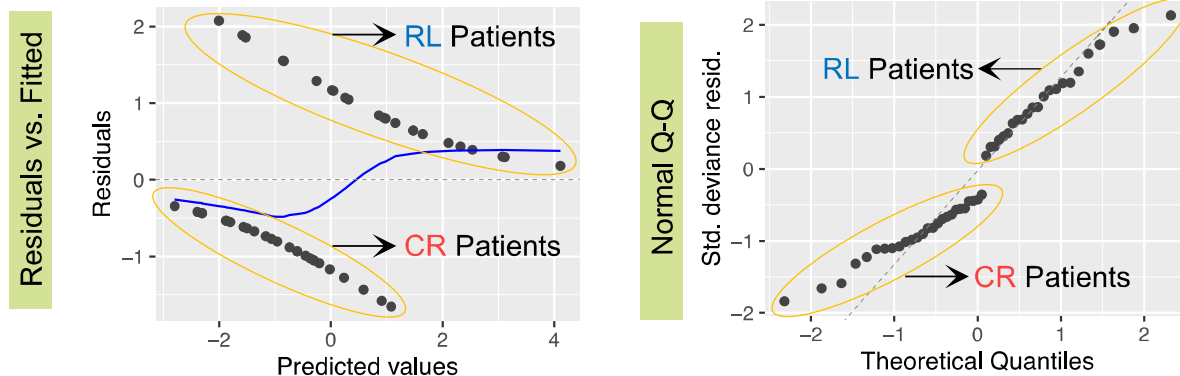 Residuals vs. Fitted
Residuals
2
1
0
−1
RL Patients
CR Patients
−2
0
2
4
Predicted values
Normal Q-Q
Std. deviance resid.
2
1
0
−1
−2
RL Patients
CR Patients
−2
−1
0
1
2
Theoretical Quantiles